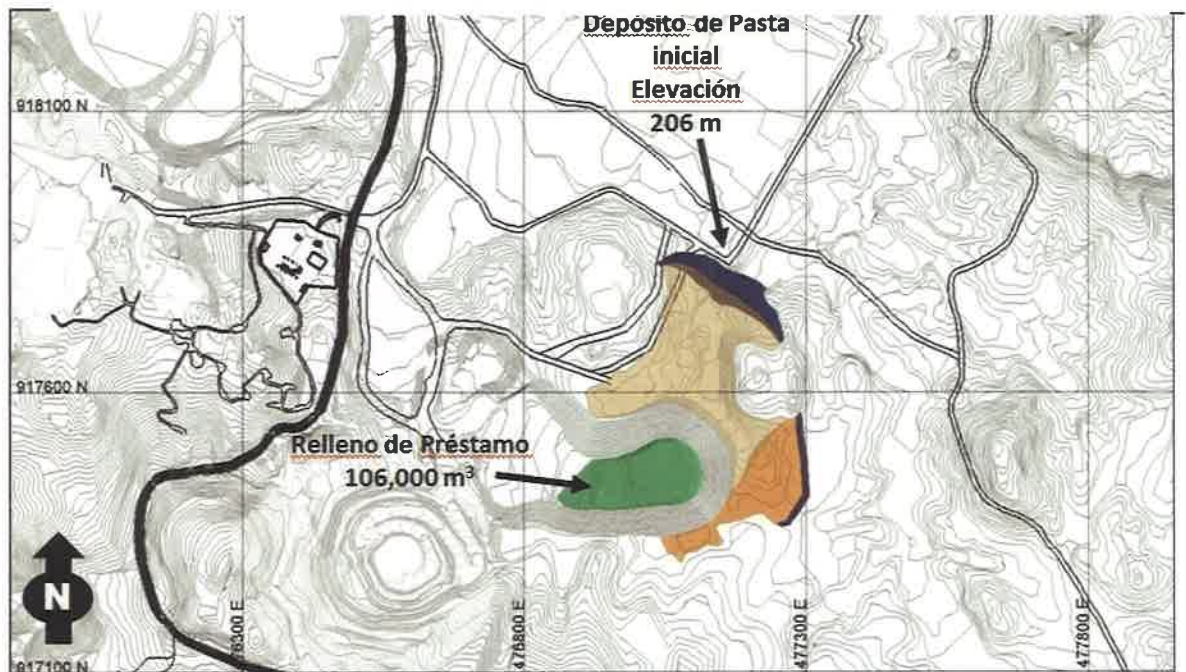 Depósito de Pasta
inicial
Elevación
206 m
918100 N
917600 N
Relleno de Préstamo
106,000 m³
N
917100 N
476800 E
477300 E
477800 E